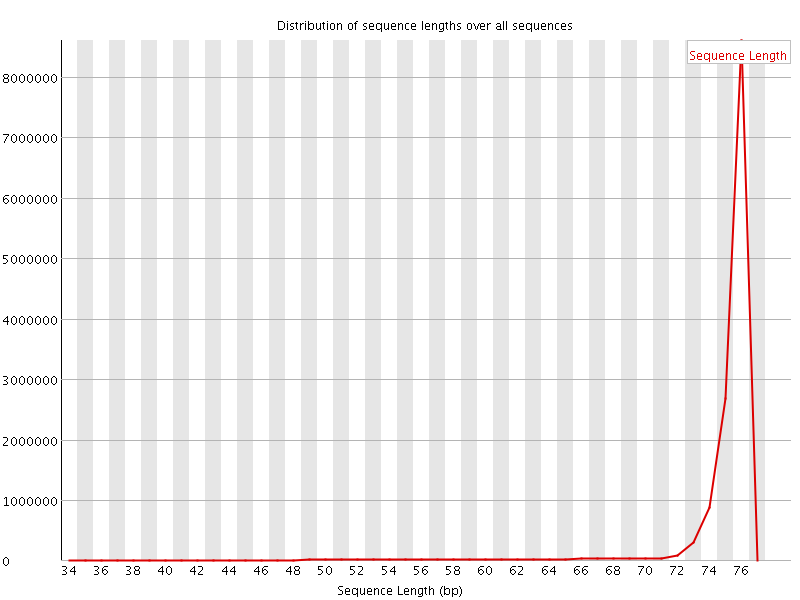 Distribution of sequence lengths over all sequences
Sequence Length
8000000
7000000
6000000
5000000
4000000
3000000
2000000
1000000
0
34 36 38 40 42 44 46 48 50 52 54 56 58 60 62 64 66 68 70 72 74 76
Sequence Length (bp)